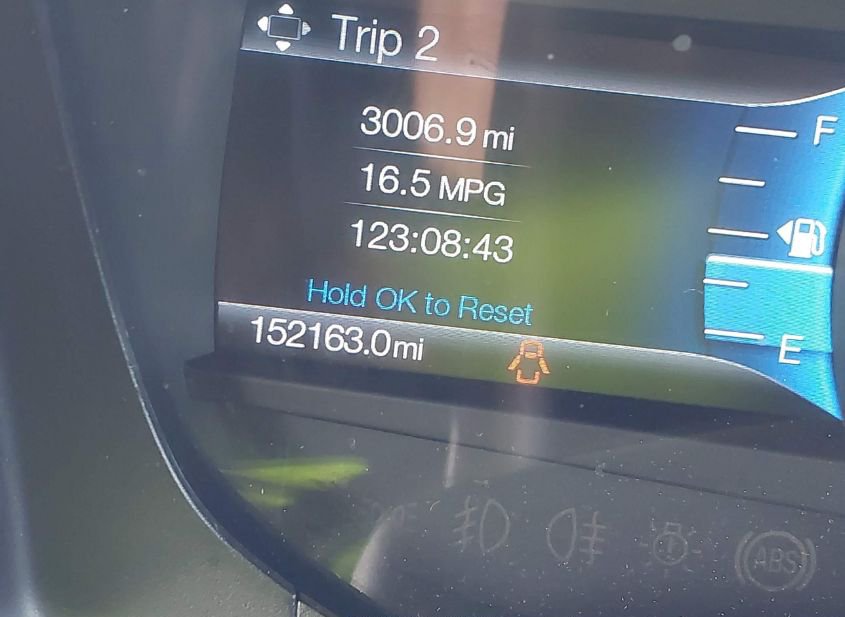 Trip 2
3006.9 mi
16.5 MPG
123:08:43
Hold OK to Reset
152163.0mi
F
E
ABS